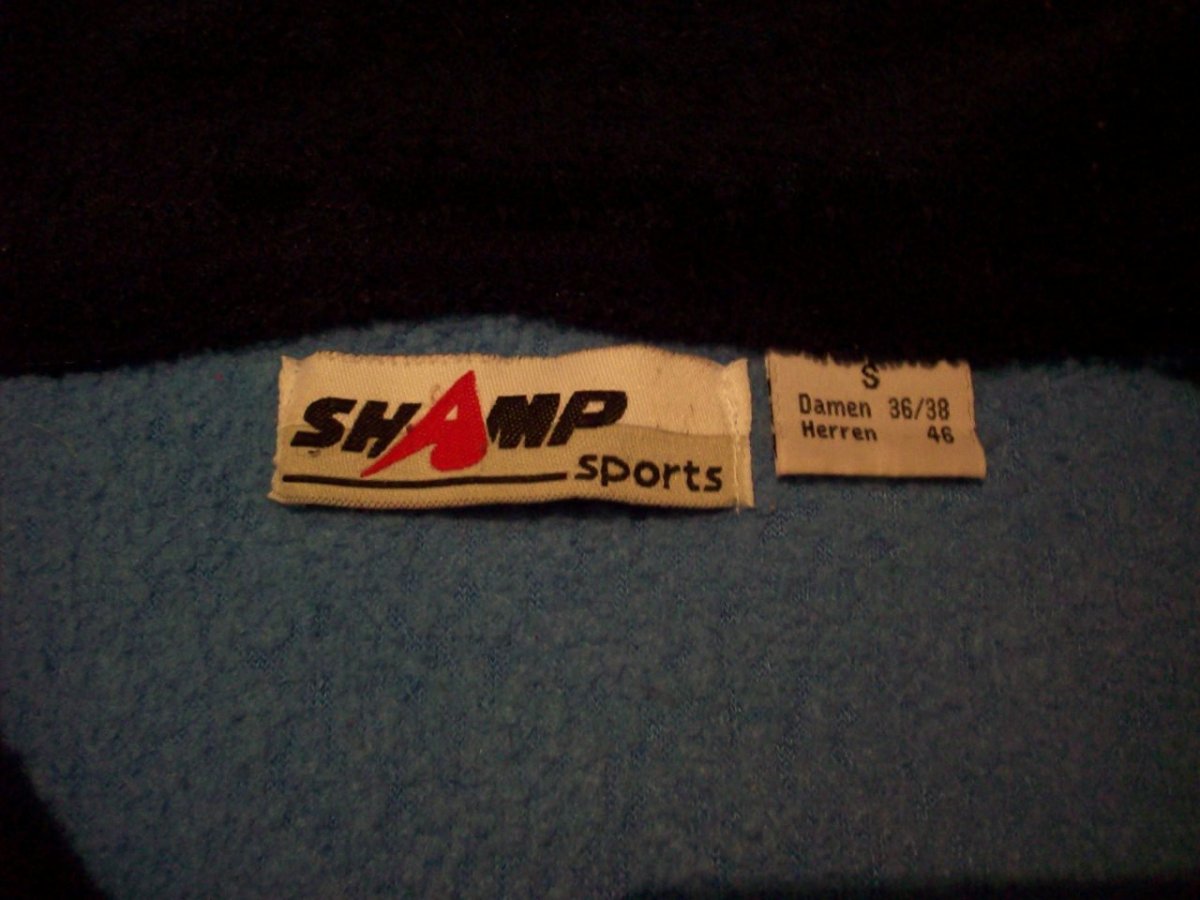 SHAMP
sports
S
Damen 36/38
Herren 46